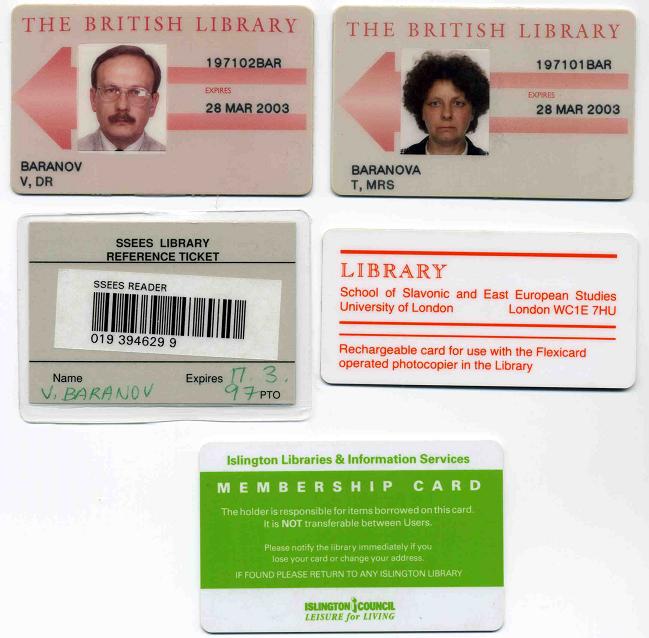 THE BRITISH LIBRARY
197102BAR
EXPIRES
28 MAR 2003
BARANOV
V, DR
THE BRITISH LIBRARY
197101BAR
EXPIRES
28 MAR 2003
BARANOVA
T, MRS
SSEES LIBRARY
REFERENCE TICKET
SSEES READER
019 394629 9
Name
Expires 17. 3.
V. BARANOV
97 PTO
LIBRARY
School of Slavonic and East European Studies
University of London London WC1E 7HU
Rechargeable card for use with the Flexicard
operated photocopier in the Library
Islington Libraries & Information Services
MEMBERSHIP CARD
The holder is responsible for items borrowed on this card.
It is NOT transferable between Users.
Please notify the library immediately if you
lose your card or change your address.
IF FOUND PLEASE RETURN TO ANY ISLINGTON LIBRARY
ISLINGTON COUNCIL
LEISURE for LIVING